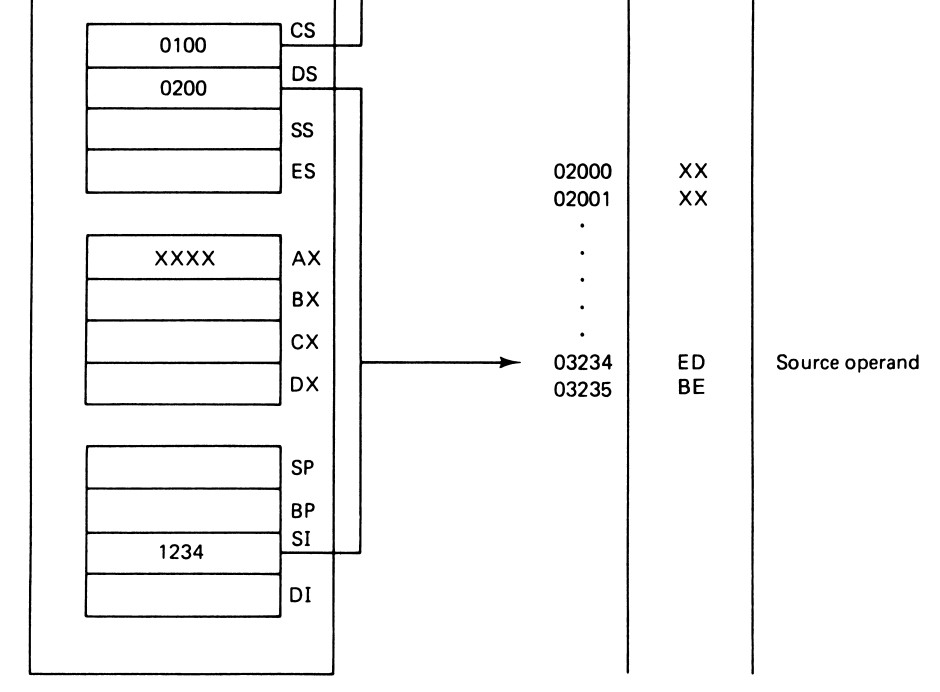 CS
0100
DS
0200
SS
ES
02000 XX
02001 XX
XXXX AX
BX
CX
DX
03234 ED Source operand
03235 BE
SP
BP
SI
1234
DI